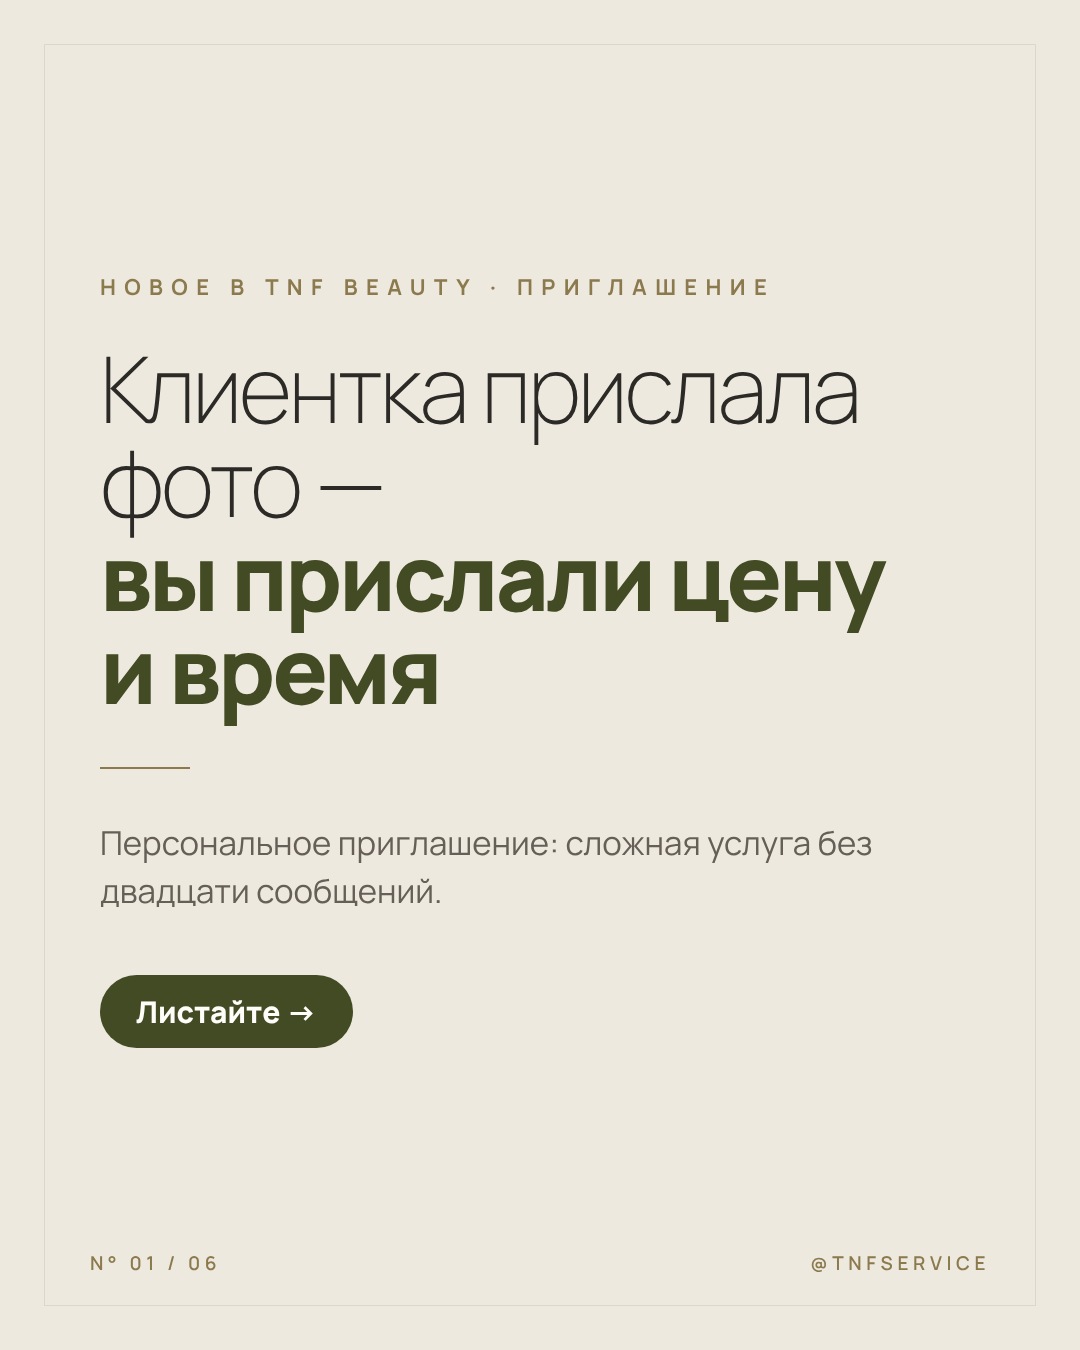 НОВОЕ В TNF BEAUTY · ПРИГЛАШЕНИЕ
Клиентка прислала
фото —
вы прислали цену
и время
Персональное приглашение: сложная услуга без
двадцати сообщений.
Листайте →
N° 01 / 06
@TNFSERVICE